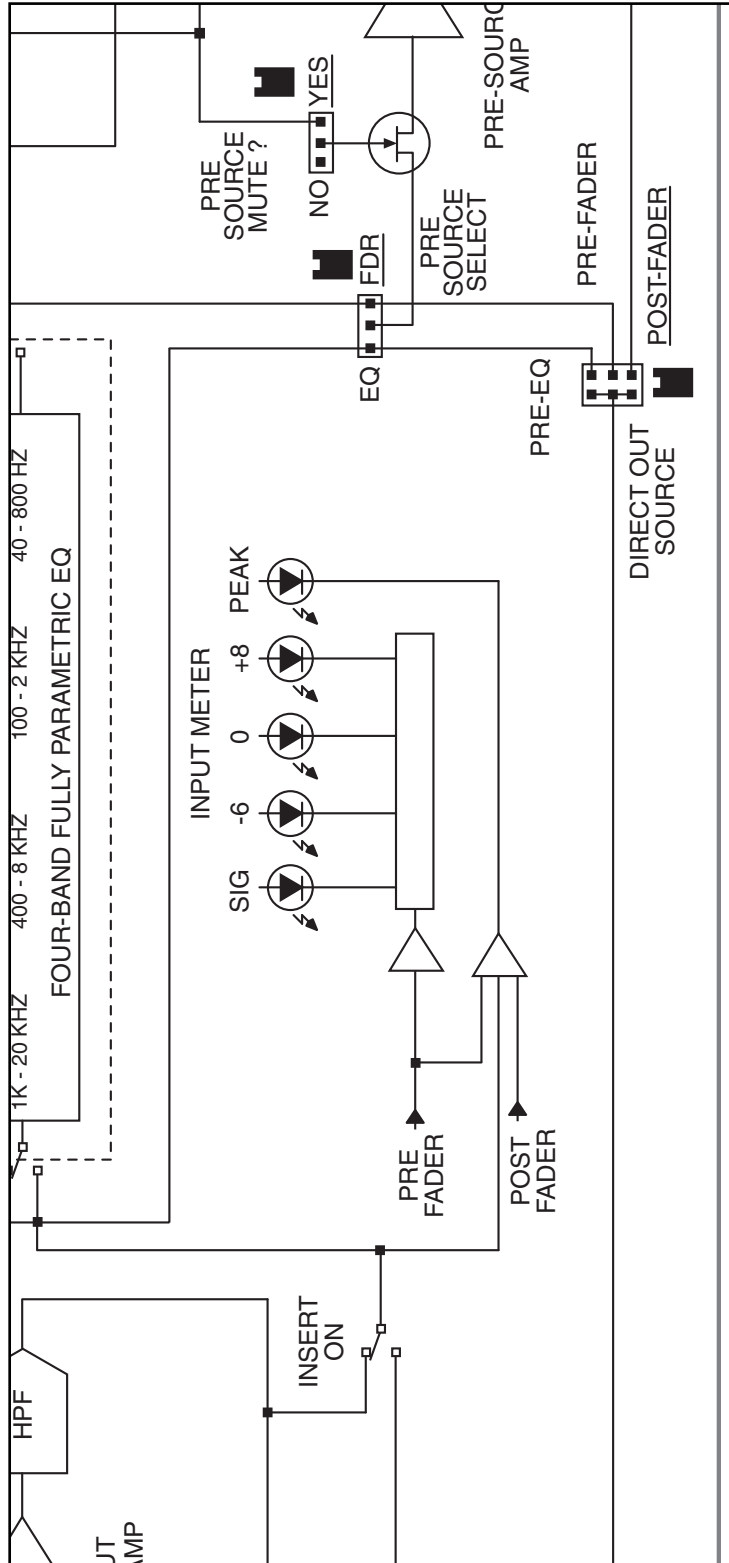 YES
PRE
SOURCE
MUTE ?
NO
AMP
FDR
PRE
SOURCE
SELECT
EQ
PRE-FADER
POST-FADER
PRE-EQ
DIRECT OUT
SOURCE
1K - 20 KHZ
400 - 8 KHZ
100 - 2 KHZ
40 - 800 HZ
FOUR-BAND FULLY PARAMETRIC EQ
INPUT METER
SIG
-6
0
+8
PEAK
PRE
FADER
POST
FADER
INSERT
ON
HPF